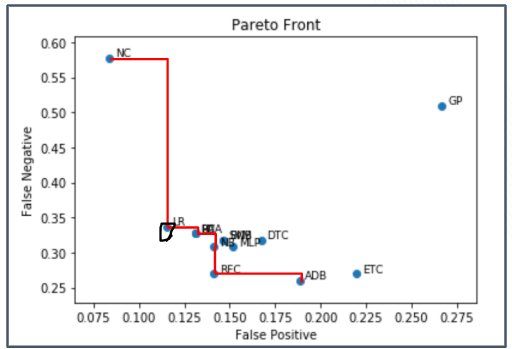 Pareto Front
0.60
0.55
0.50
0.45
0.40
0.35
0.30
0.25
False Negative
NC
GP
LR
DTC
MLP
RFC
ADB
ETC
0.075 0.100 0.125 0.150 0.175 0.200 0.225 0.250 0.275
False Positive